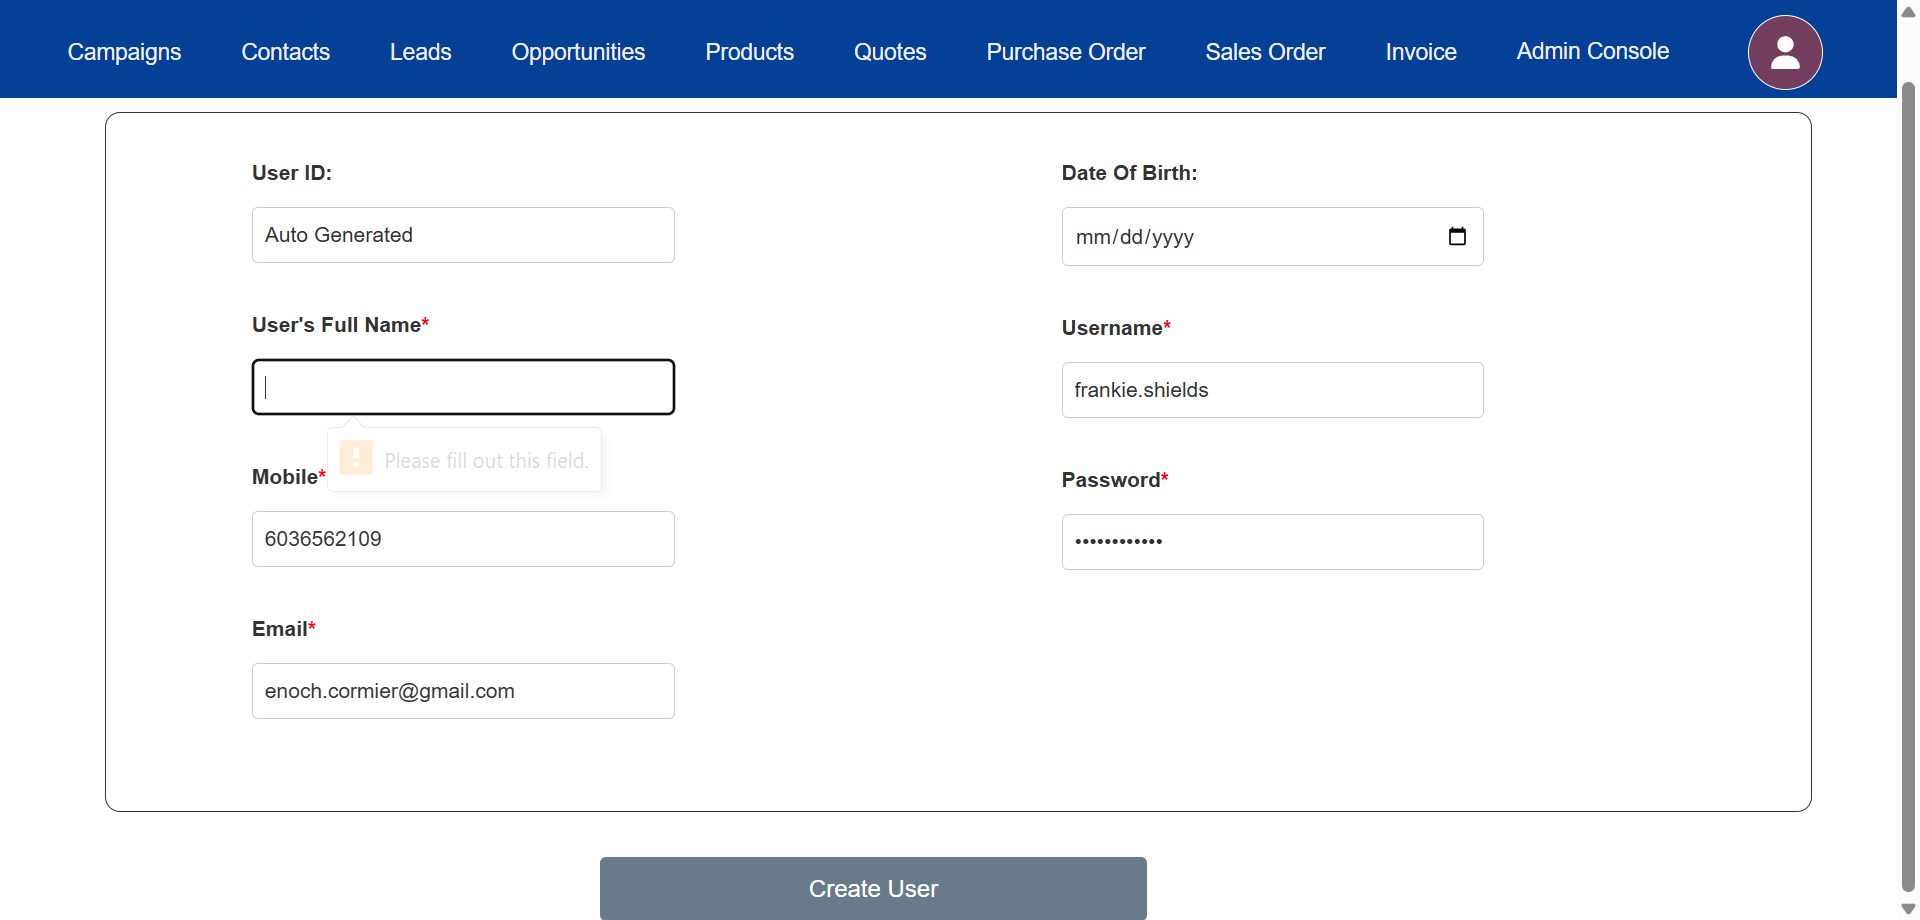 Campaigns Contacts Leads Opportunities Products Quotes Purchase Order Sales Order Invoice Admin Console
User ID:
Auto Generated
User's Full Name*
Please fill out this field.
Mobile*
6036562109
Email*
enoch.cormier@gmail.com
Date Of Birth:
mm/dd/yyyy
Username*
frankie.shields
Password*
••••••••••••
Create User